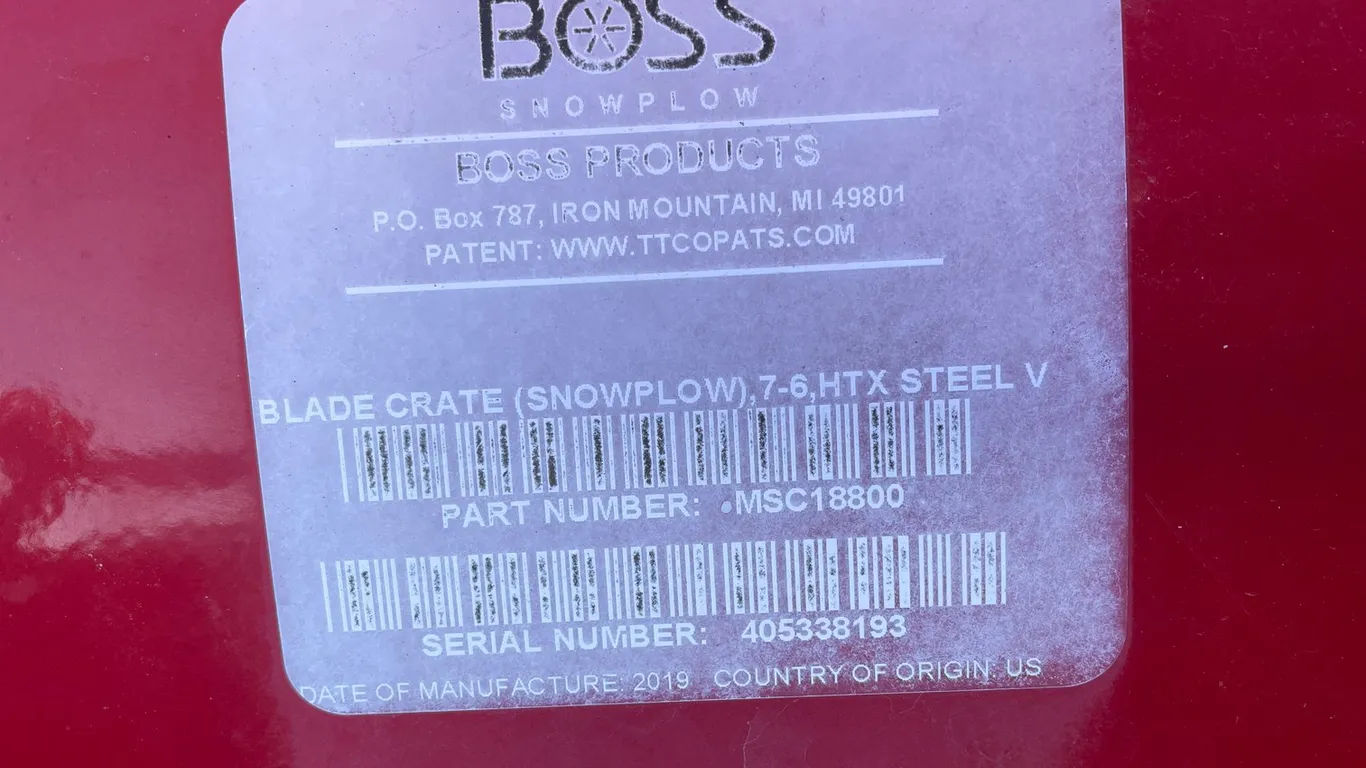 BOSS
SNOWPLOW
BOSS PRODUCTS
P.O. Box 787, IRON MOUNTAIN, MI 49801
PATENT: WWW.TTCOPATS.COM
BLADE CRATE (SNOWPLOW),7-6,HTX STEEL V
PART NUMBER: MSC18800
SERIAL NUMBER: 405338193
DATE OF MANUFACTURE: 2019 COUNTRY OF ORIGIN: US